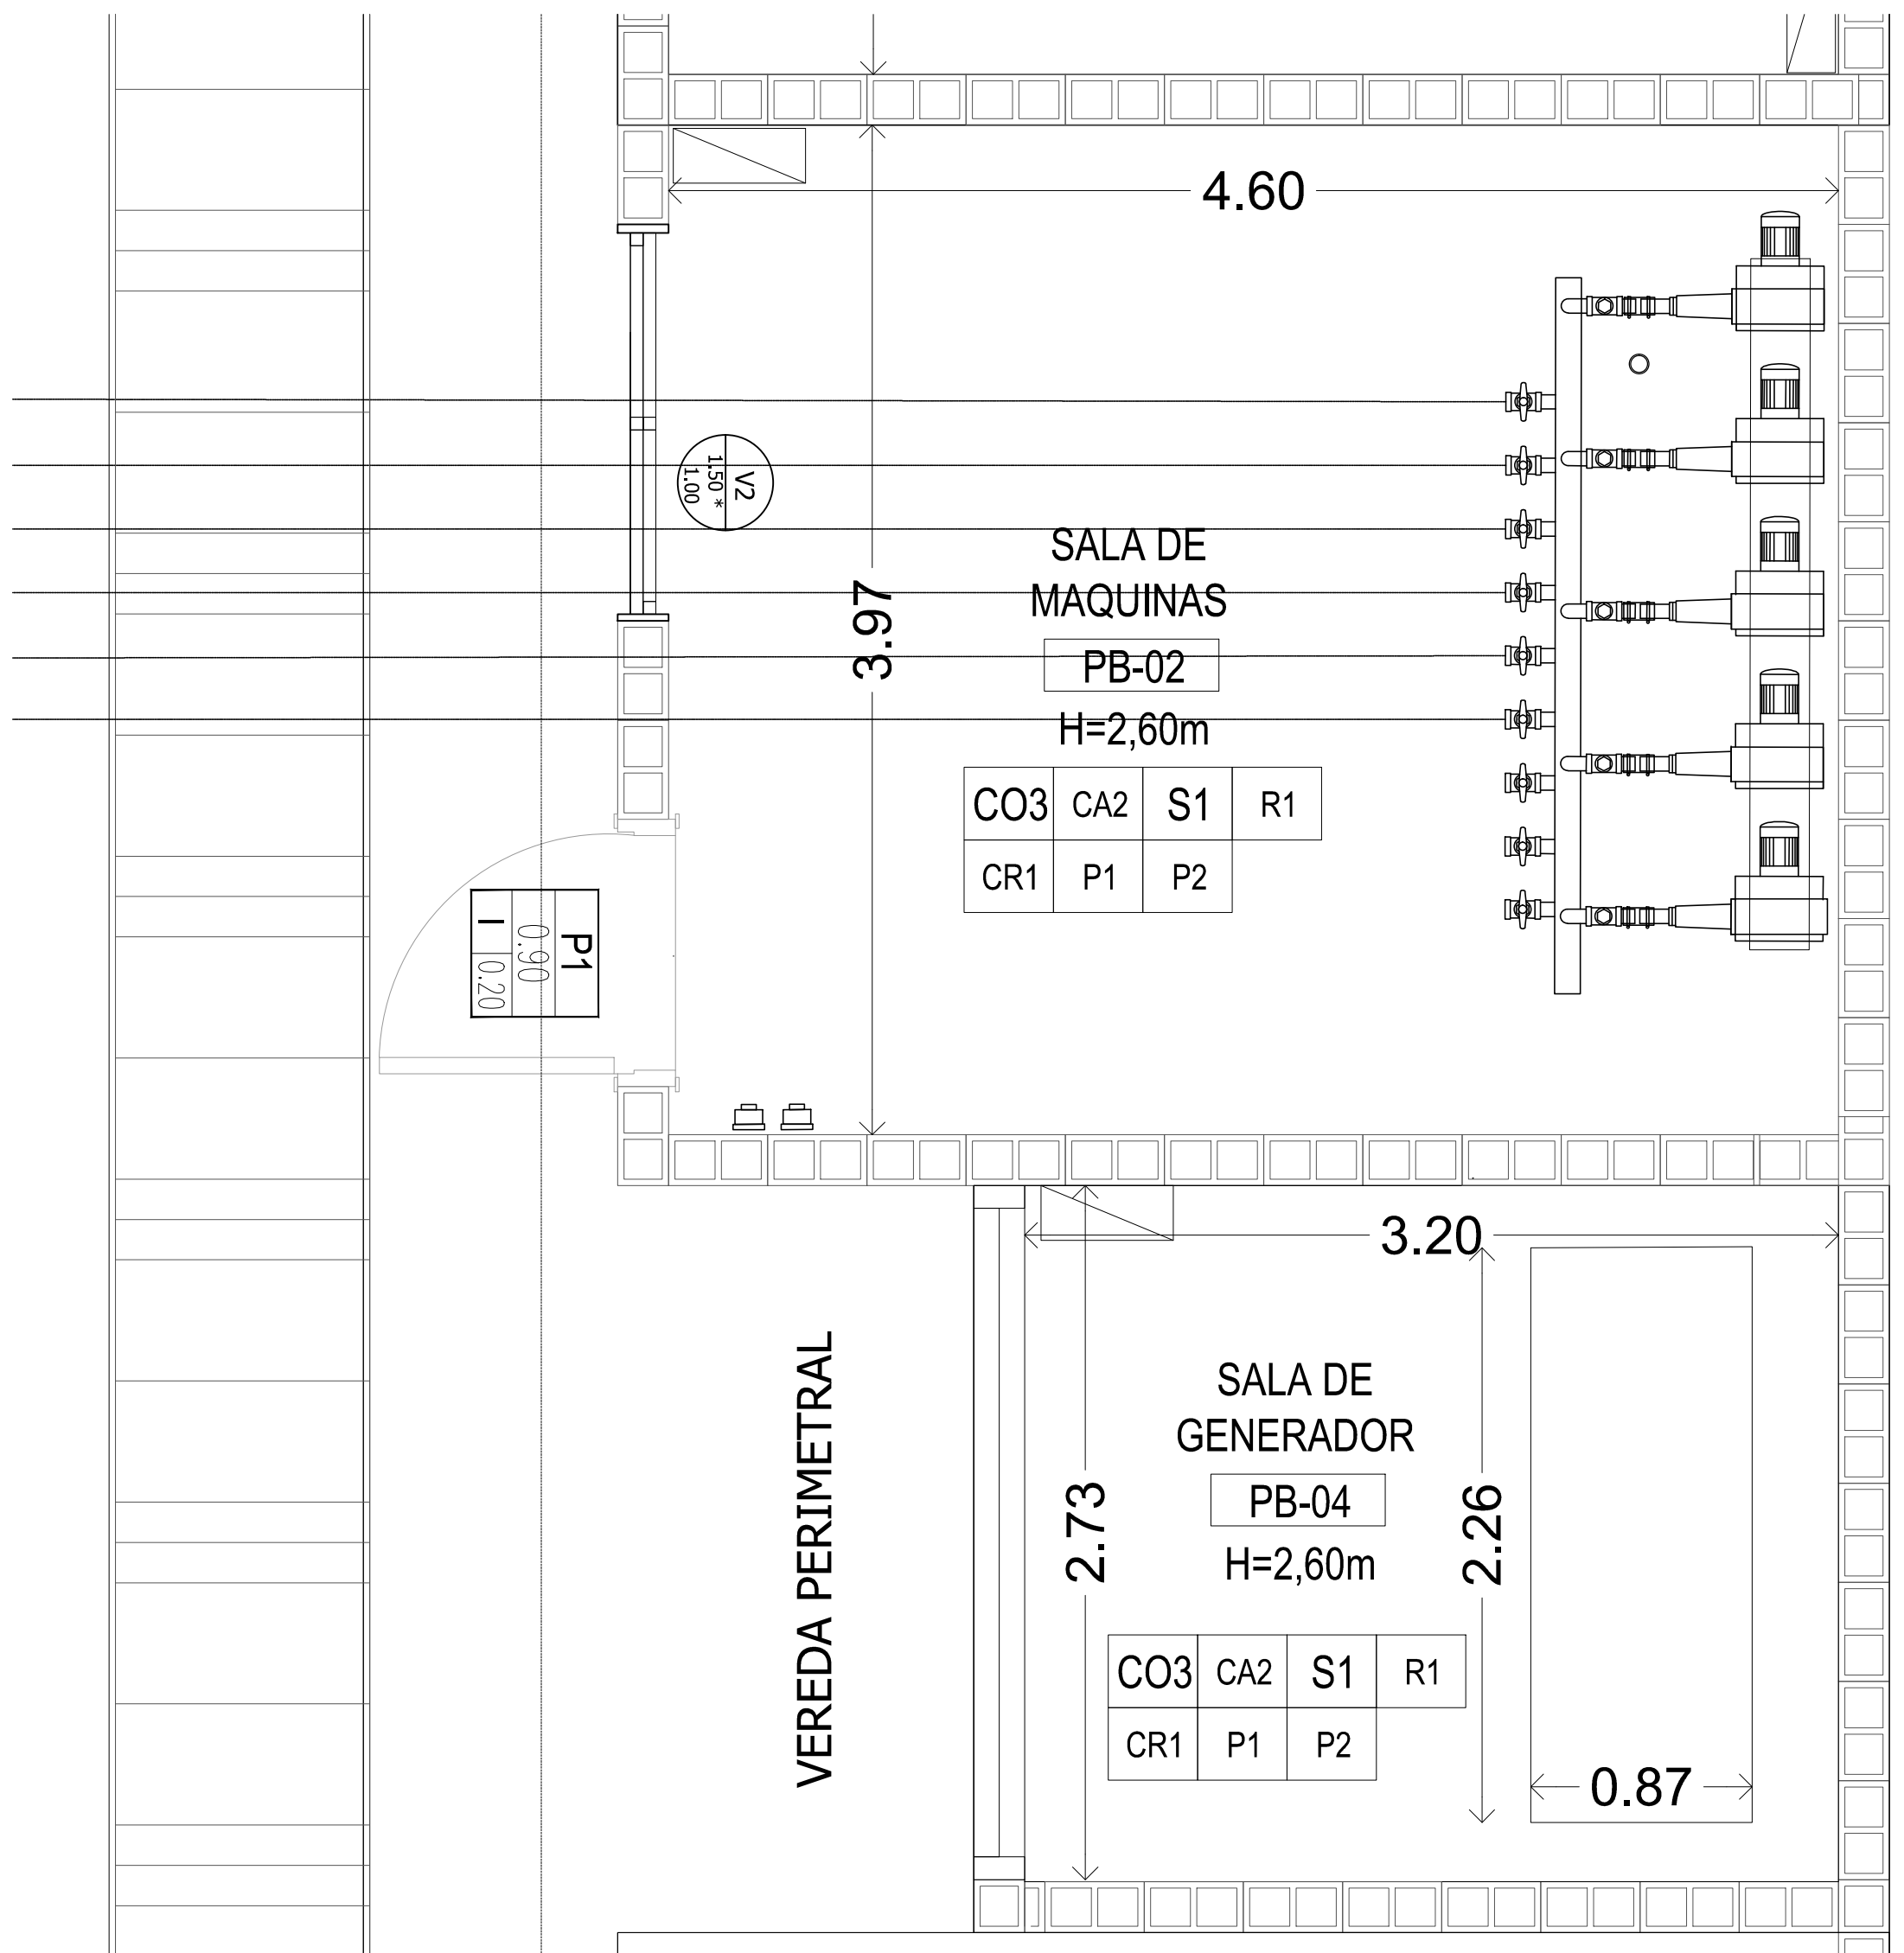 4.60
V2
1.50 *
1.00
3.97
SALA DE
MAQUINAS
PB-02
H=2,60m
CO3 CA2 S1 R1
CR1 P1 P2
P1
0.90
I 0.20
3.20
VEREDA PERIMETRAL
2.73
SALA DE
GENERADOR
PB-04
H=2,60m
2.26
CO3 CA2 S1 R1
CR1 P1 P2
0.87